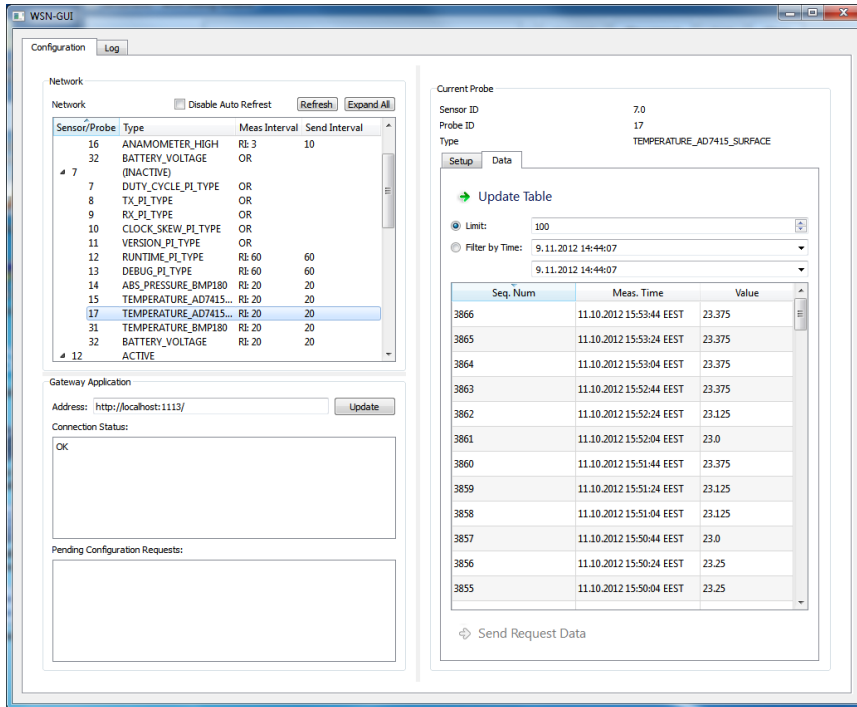 WSN-GUI
Configuration Log
Network
Network Disable Auto Refrest Refresh Expand All
Sensor/Probe Type Meas Interval Send Interval
16 ANAMOMETER_HIGH RI: 3 10
32 BATTERY_VOLTAGE OR
7 (INACTIVE)
7 DUTY_CYCLE_PI_TYPE OR
8 TX_PI_TYPE OR
9 RX_PI_TYPE OR
10 CLOCK_SKEW_PI_TYPE OR
11 VERSION_PI_TYPE OR
12 RUNTIME_PI_TYPE RI: 60 60
13 DEBUG_PI_TYPE RI: 60 60
14 ABS_PRESSURE_BMP180 RI: 20 20
15 TEMPERATURE_AD7415... RI: 20 20
17 TEMPERATURE_AD7415... RI: 20 20
31 TEMPERATURE_BMP180 RI: 20 20
32 BATTERY_VOLTAGE RI: 20 20
12 ACTIVE
Gateway Application
Address: http://localhost:1113/ Update
Connection Status:
OK
Pending Configuration Requests:
Current Probe
Sensor ID 7.0
Probe ID 17
Type TEMPERATURE_AD7415_SURFACE
Setup Data
Update Table
Limit: 100
Filter by Time: 9.11.2012 14:44:07
9.11.2012 14:44:07
Seq. Num Meas. Time Value
3866 11.10.2012 15:53:44 EEST 23.375
3865 11.10.2012 15:53:24 EEST 23.375
3864 11.10.2012 15:53:04 EEST 23.375
3863 11.10.2012 15:52:44 EEST 23.375
3862 11.10.2012 15:52:24 EEST 23.125
3861 11.10.2012 15:52:04 EEST 23.0
3860 11.10.2012 15:51:44 EEST 23.375
3859 11.10.2012 15:51:24 EEST 23.125
3858 11.10.2012 15:51:04 EEST 23.125
3857 11.10.2012 15:50:44 EEST 23.0
3856 11.10.2012 15:50:24 EEST 23.25
3855 11.10.2012 15:50:04 EEST 23.25
Send Request Data